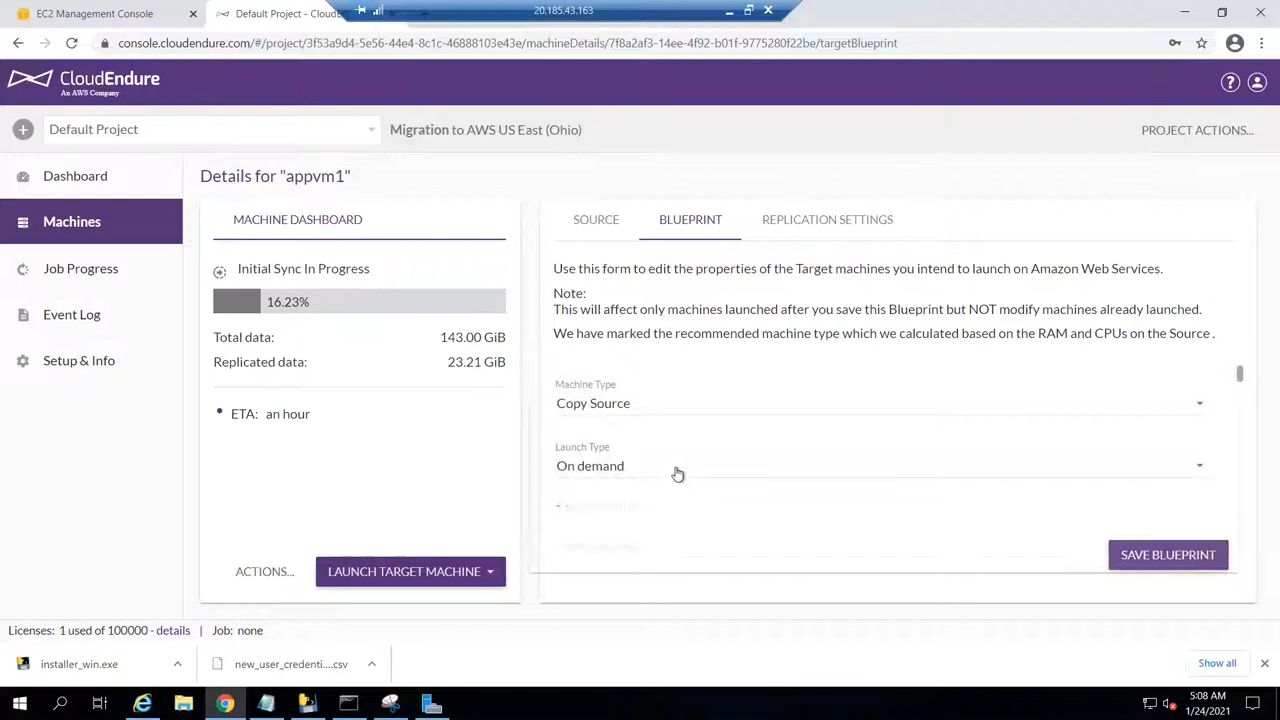 EC2 Management Console
Default Project - CloudEndu
20.185.43.163
console.cloudendure.com/#/project/3f53a9d4-5e56-44e4-8c1c-46888103e43e/machineDetails/7f8a2af3-14ee-4f92-b01f-9775280f22be/targetBlueprint
CloudEndure
An AWS Company
Default Project
Migration to AWS US East (Ohio)
PROJECT ACTIONS...
Dashboard
Machines
Job Progress
Event Log
Setup & Info
Details for "appvm1"
MACHINE DASHBOARD
Initial Sync In Progress
16.23%
Total data: 143.00 GiB
Replicated data: 23.21 GiB
ETA: an hour
ACTIONS...
LAUNCH TARGET MACHINE
SOURCE
BLUEPRINT
REPLICATION SETTINGS
Use this form to edit the properties of the Target machines you intend to launch on Amazon Web Services.
Note:
This will affect only machines launched after you save this Blueprint but NOT modify machines already launched.
We have marked the recommended machine type which we calculated based on the RAM and CPUs on the Source .
Machine Type
Copy Source
Launch Type
On demand
SAVE BLUEPRINT
Licenses: 1 used of 100000 - details | Job: none
installer_win.exe
new_user_credenti....csv
Show all
5:08 AM
1/24/2021